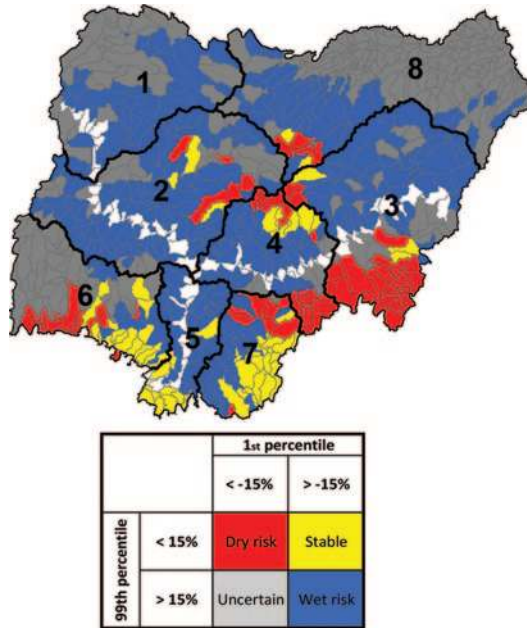 1
8
2
3
4
6
5
7
1st percentile
< -15%
> -15%
99th percentile
< 15%
Dry risk
Stable
> 15%
Uncertain
Wet risk